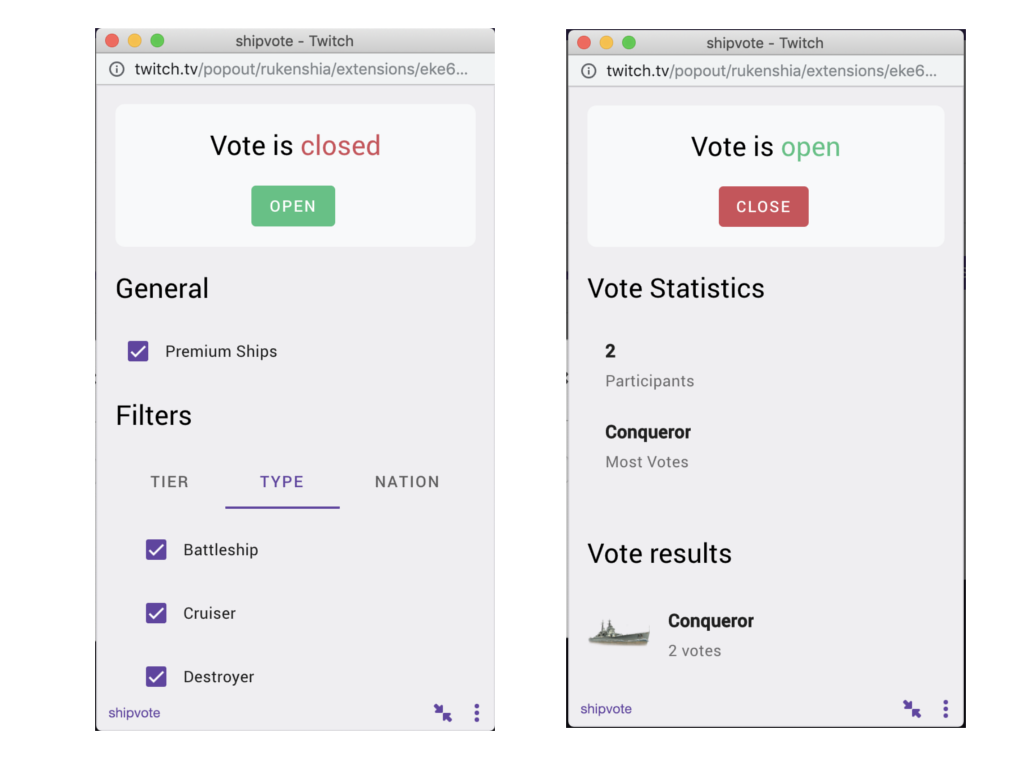 shipvote - Twitch
twitch.tv/popout/rukenshia/extensions/eke6...
Vote is closed
OPEN
General
Premium Ships
Filters
TIER TYPE NATION
Battleship
Cruiser
Destroyer
shipvote
shipvote - Twitch
twitch.tv/popout/rukenshia/extensions/eke6...
Vote is open
CLOSE
Vote Statistics
2
Participants
Conqueror
Most Votes
Vote results
Conqueror
2 votes
shipvote